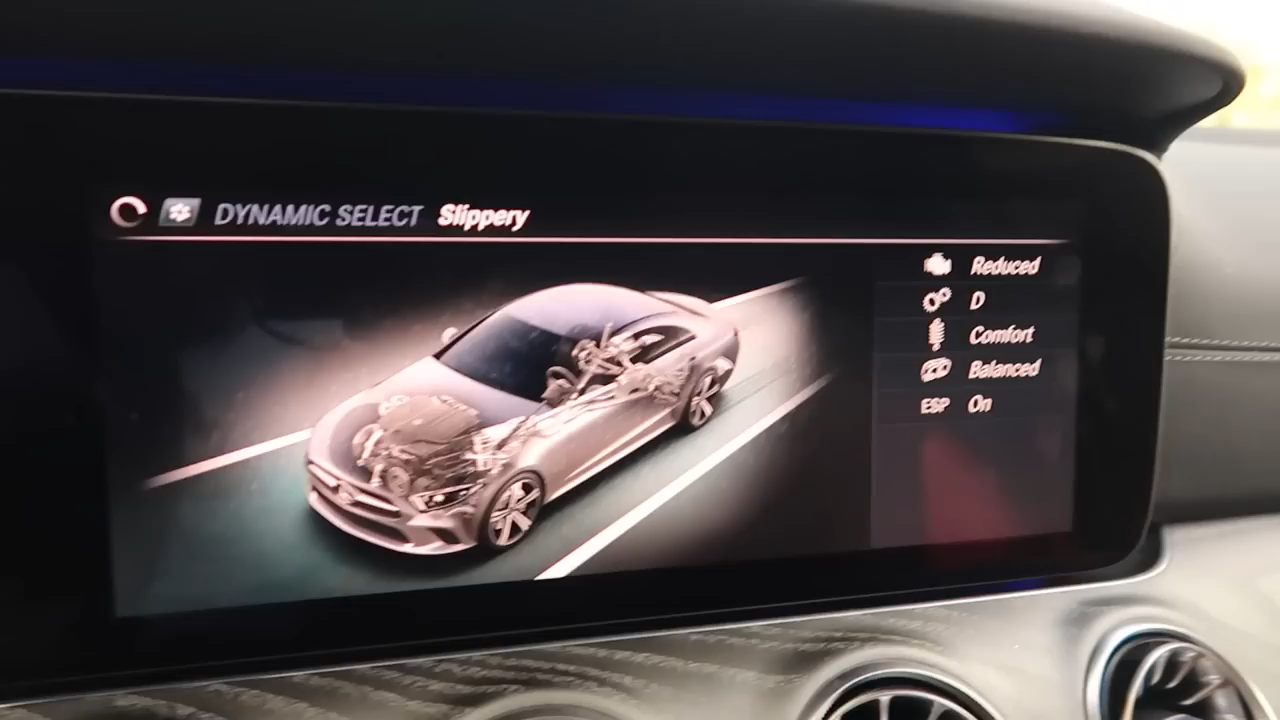 DYNAMIC SELECT Slippery
Reduced
D
Comfort
Balanced
ESP On